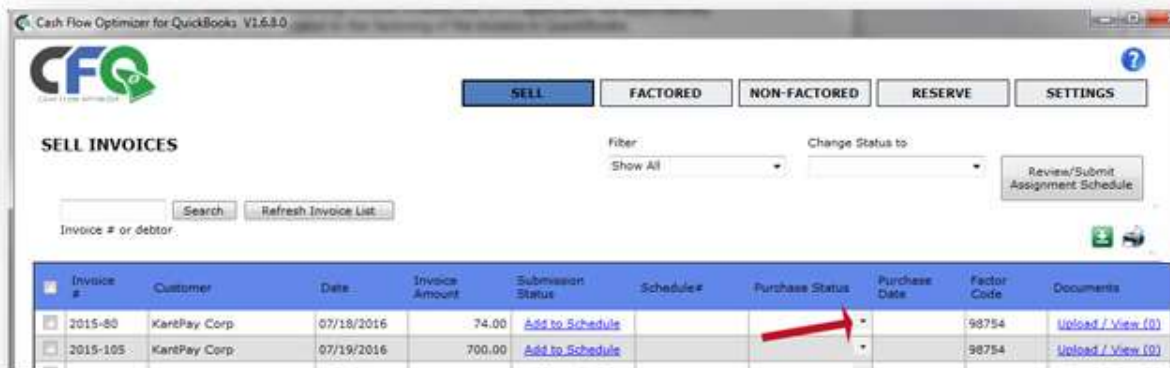 Cash Flow Optimizer for QuickBooks V1.6.8.0
CFO
CASH FLOW OPTIMIZER
?
SELL FACTORED NON-FACTORED RESERVE SETTINGS
SELL INVOICES
Filter Change Status to
Show All
Review/Submit
Assignment Schedule
Search Refresh Invoice List
Invoice # or debtor
Invoice # Customer Date Invoice Amount Submission Status Schedule# Purchase Status Purchase Date Factor Code Documents
2015-80 KantPay Corp 07/18/2016 74.00 Add to Schedule 98754 Upload / View (0)
2015-105 KantPay Corp 07/19/2016 700.00 Add to Schedule 98754 Upload / View (0)